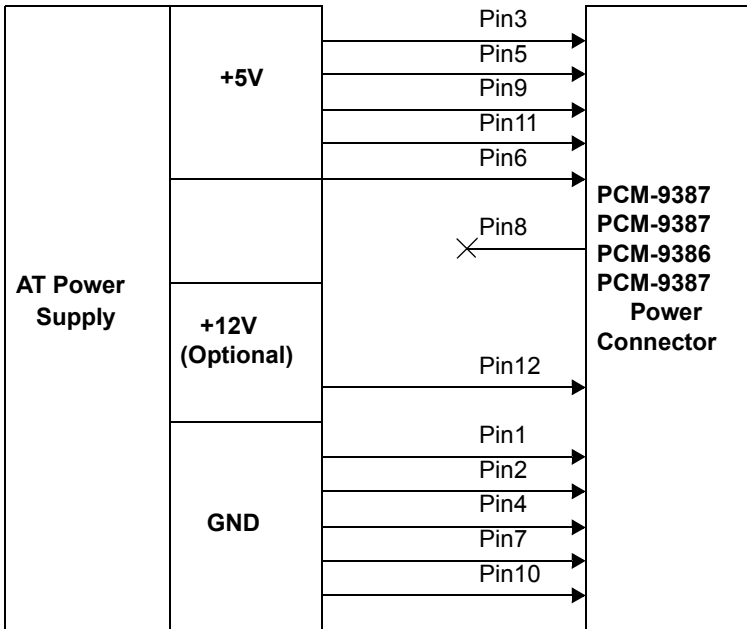 Pin3
Pin5
+5V
Pin9
Pin11
Pin6
PCM-9387
Pin8
PCM-9387
PCM-9386
AT Power
PCM-9387
Supply
Power
+12V
Connector
(Optional)
Pin12
Pin1
Pin2
Pin4
GND
Pin7
Pin10